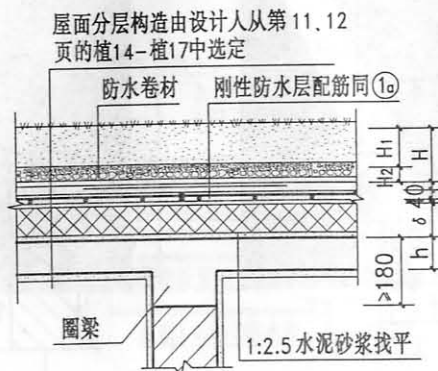 屋面分层构造由设计人从第11、12
页的植14-植17中选定
防水卷材
刚性防水层配筋同①a
H₁
H
H₂
40
δ
h
≥180
圈梁
1:2.5水泥砂浆找平